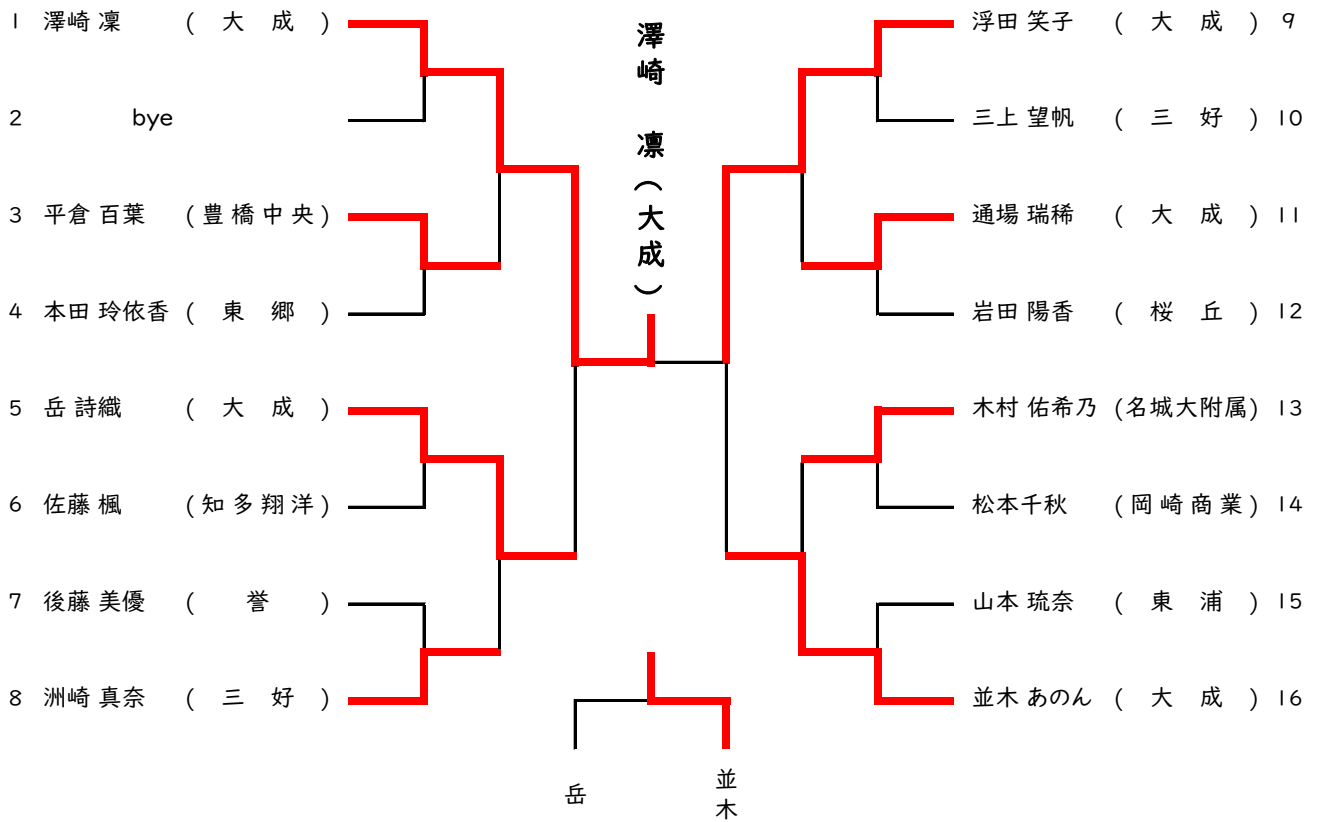 1 澤崎 凜 ( 大 成 )
2 bye
3 平倉 百葉 ( 豊 橋 中 央 )
4 本田 玲依香 ( 東 郷 )
5 岳 詩織 ( 大 成 )
6 佐藤 楓 ( 知 多 翔 洋 )
7 後藤 美優 ( 誉 )
8 洲崎 真奈 ( 三 好 )
澤崎 凛(大成)
浮田 笑子 ( 大 成 ) 9
三上 望帆 ( 三 好 ) 10
通場 瑞稀 ( 大 成 ) 11
岩田 陽香 ( 桜 丘 ) 12
木村 佑希乃 (名城大附属) 13
松本千秋 ( 岡 崎 商 業 ) 14
山本 琉奈 ( 東 浦 ) 15
並木 あのん ( 大 成 ) 16
岳
並木